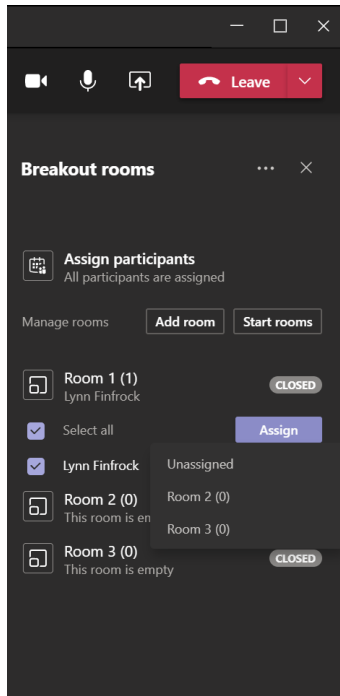 Leave
Breakout rooms
Assign participants
All participants are assigned
Manage rooms Add room Start rooms
Room 1 (1) CLOSED
Lynn Finfrock
Select all Assign
Lynn Finfrock Unassigned
Room 2 (0) Room 2 (0)
This room is en
Room 3 (0)
Room 3 (0) CLOSED
This room is empty